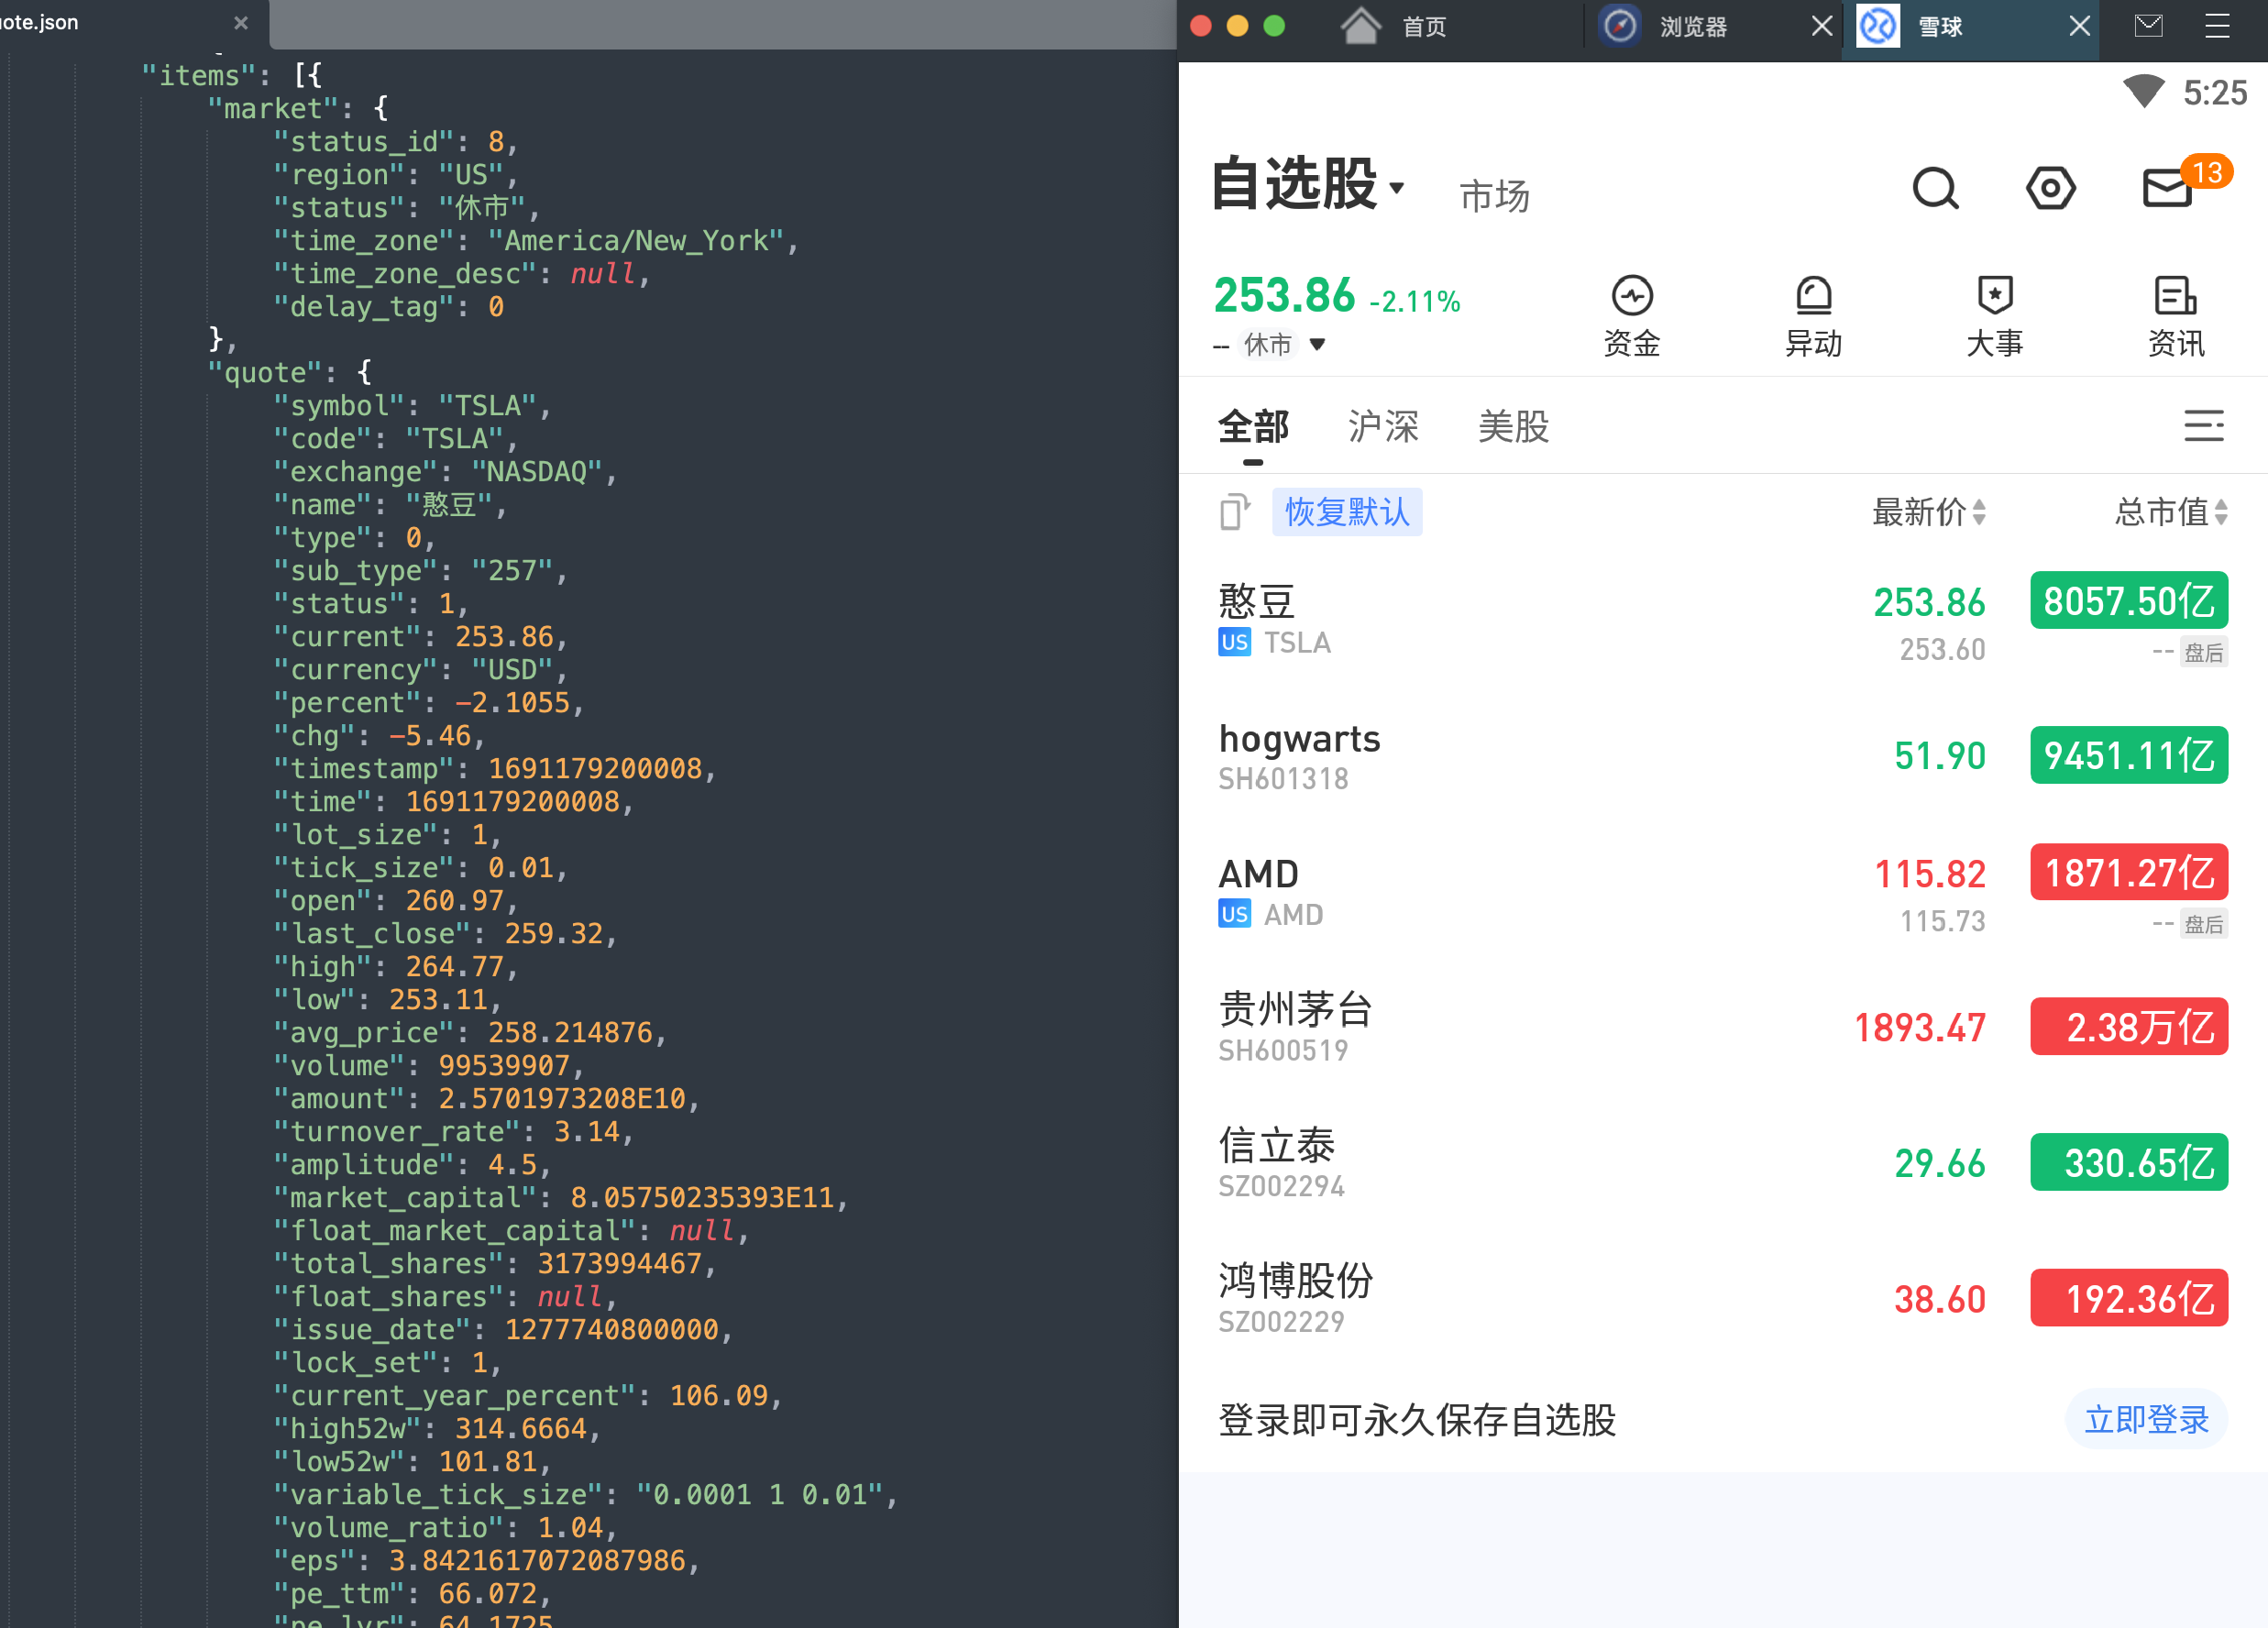 uote.json
"items": [{
"market": {
"status_id": 8,
"region": "US",
"status": "休市",
"time_zone": "America/New_York",
"time_zone_desc": null,
"delay_tag": 0
},
"quote": {
"symbol": "TSLA",
"code": "TSLA",
"exchange": "NASDAQ",
"name": "憨豆",
"type": 0,
"sub_type": "257",
"status": 1,
"current": 253.86,
"currency": "USD",
"percent": -2.1055,
"chg": -5.46,
"timestamp": 1691179200008,
"time": 1691179200008,
"lot_size": 1,
"tick_size": 0.01,
"open": 260.97,
"last_close": 259.32,
"high": 264.77,
"low": 253.11,
"avg_price": 258.214876,
"volume": 99539907,
"amount": 2.5701973208E10,
"turnover_rate": 3.14,
"amplitude": 4.5,
"market_capital": 8.05750235393E11,
"float_market_capital": null,
"total_shares": 3173994467,
"float_shares": null,
"issue_date": 1277740800000,
"lock_set": 1,
"current_year_percent": 106.09,
"high52w": 314.6664,
"low52w": 101.81,
"variable_tick_size": "0.0001 1 0.01",
"volume_ratio": 1.04,
"eps": 3.8421617072087986,
"pe_ttm": 66.072,
"pe_lyr": 64.1725
首页 浏览器 雪球
5:25
自选股 市场 13
253.86 -2.11%
-- 休市
资金 异动 大事 资讯
全部 沪深 美股
恢复默认 最新价 总市值
憨豆 253.86 8057.50亿
US TSLA 253.60 -- 盘后
hogwarts 51.90 9451.11亿
SH601318
AMD 115.82 1871.27亿
US AMD 115.73 -- 盘后
贵州茅台 1893.47 2.38万亿
SH600519
信立泰 29.66 330.65亿
SZ002294
鸿博股份 38.60 192.36亿
SZ002229
登录即可永久保存自选股 立即登录